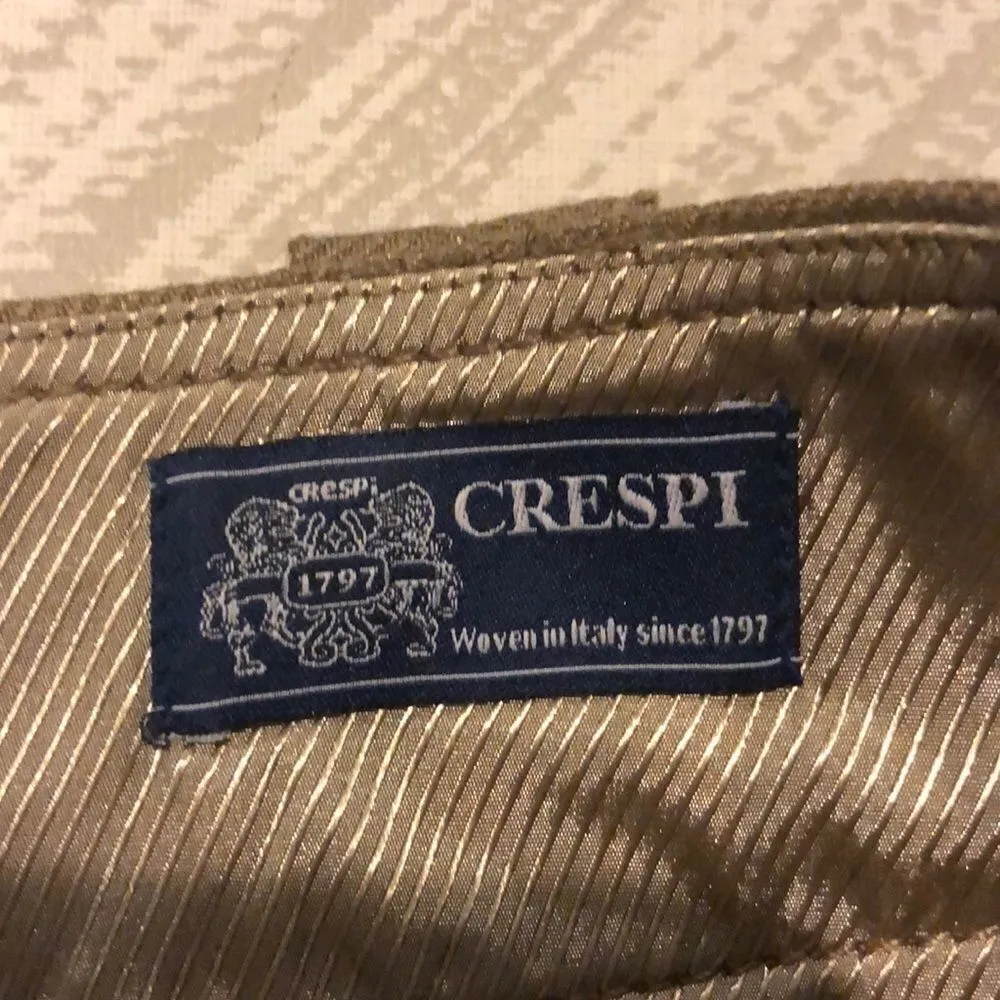 CRESPi
1797
CRESPI
Woven in Italy since 1797